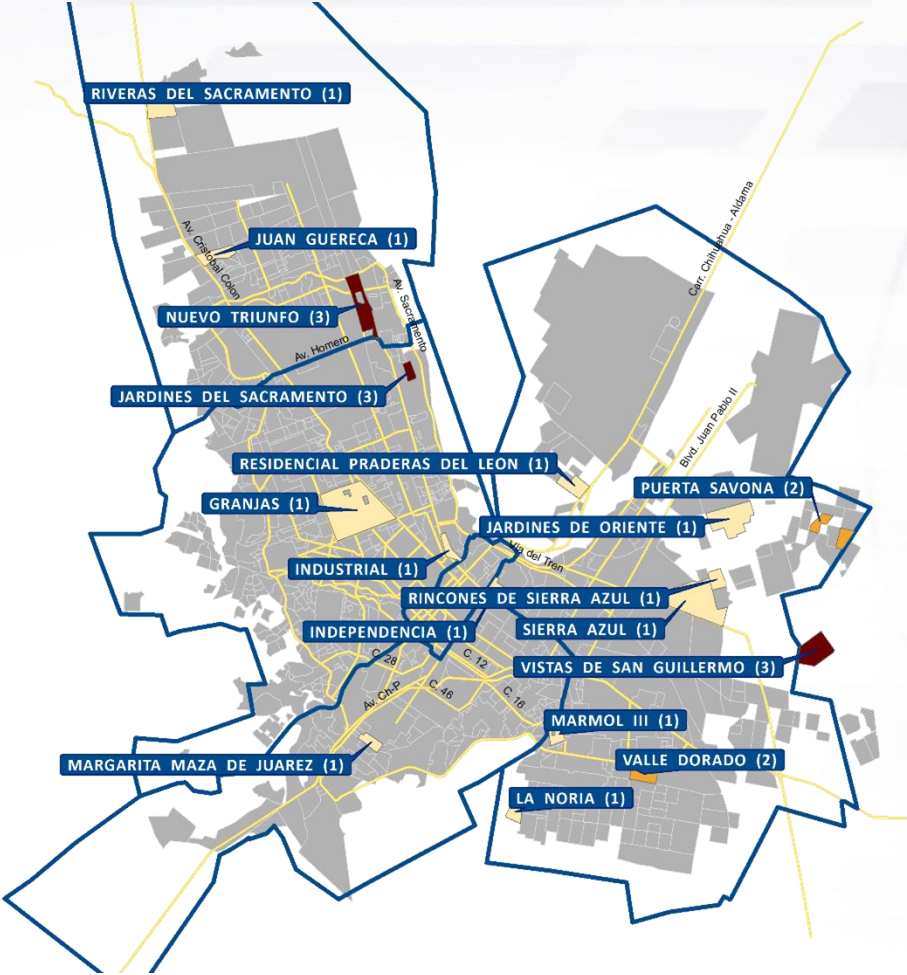 RIVERAS DEL SACRAMENTO (1)
Av. Cristobal Colon
JUAN GUERECA (1)
Carr. Chihuahua - Aldama
NUEVO TRIUNFO (3)
Av. Sacramento
Av. Homero
JARDINES DEL SACRAMENTO (3)
Blvd. Juan Pablo II
RESIDENCIAL PRADERAS DEL LEON (1)
PUERTA SAVONA (2)
GRANJAS (1)
JARDINES DE ORIENTE (1)
Via del Tren
INDUSTRIAL (1)
RINCONES DE SIERRA AZUL (1)
INDEPENDENCIA (1)
SIERRA AZUL (1)
C. 28
C. 12
VISTAS DE SAN GUILLERMO (3)
Av. Ch-P
C. 46
C. 16
MARMOL III (1)
MARGARITA MAZA DE JUAREZ (1)
VALLE DORADO (2)
LA NORIA (1)